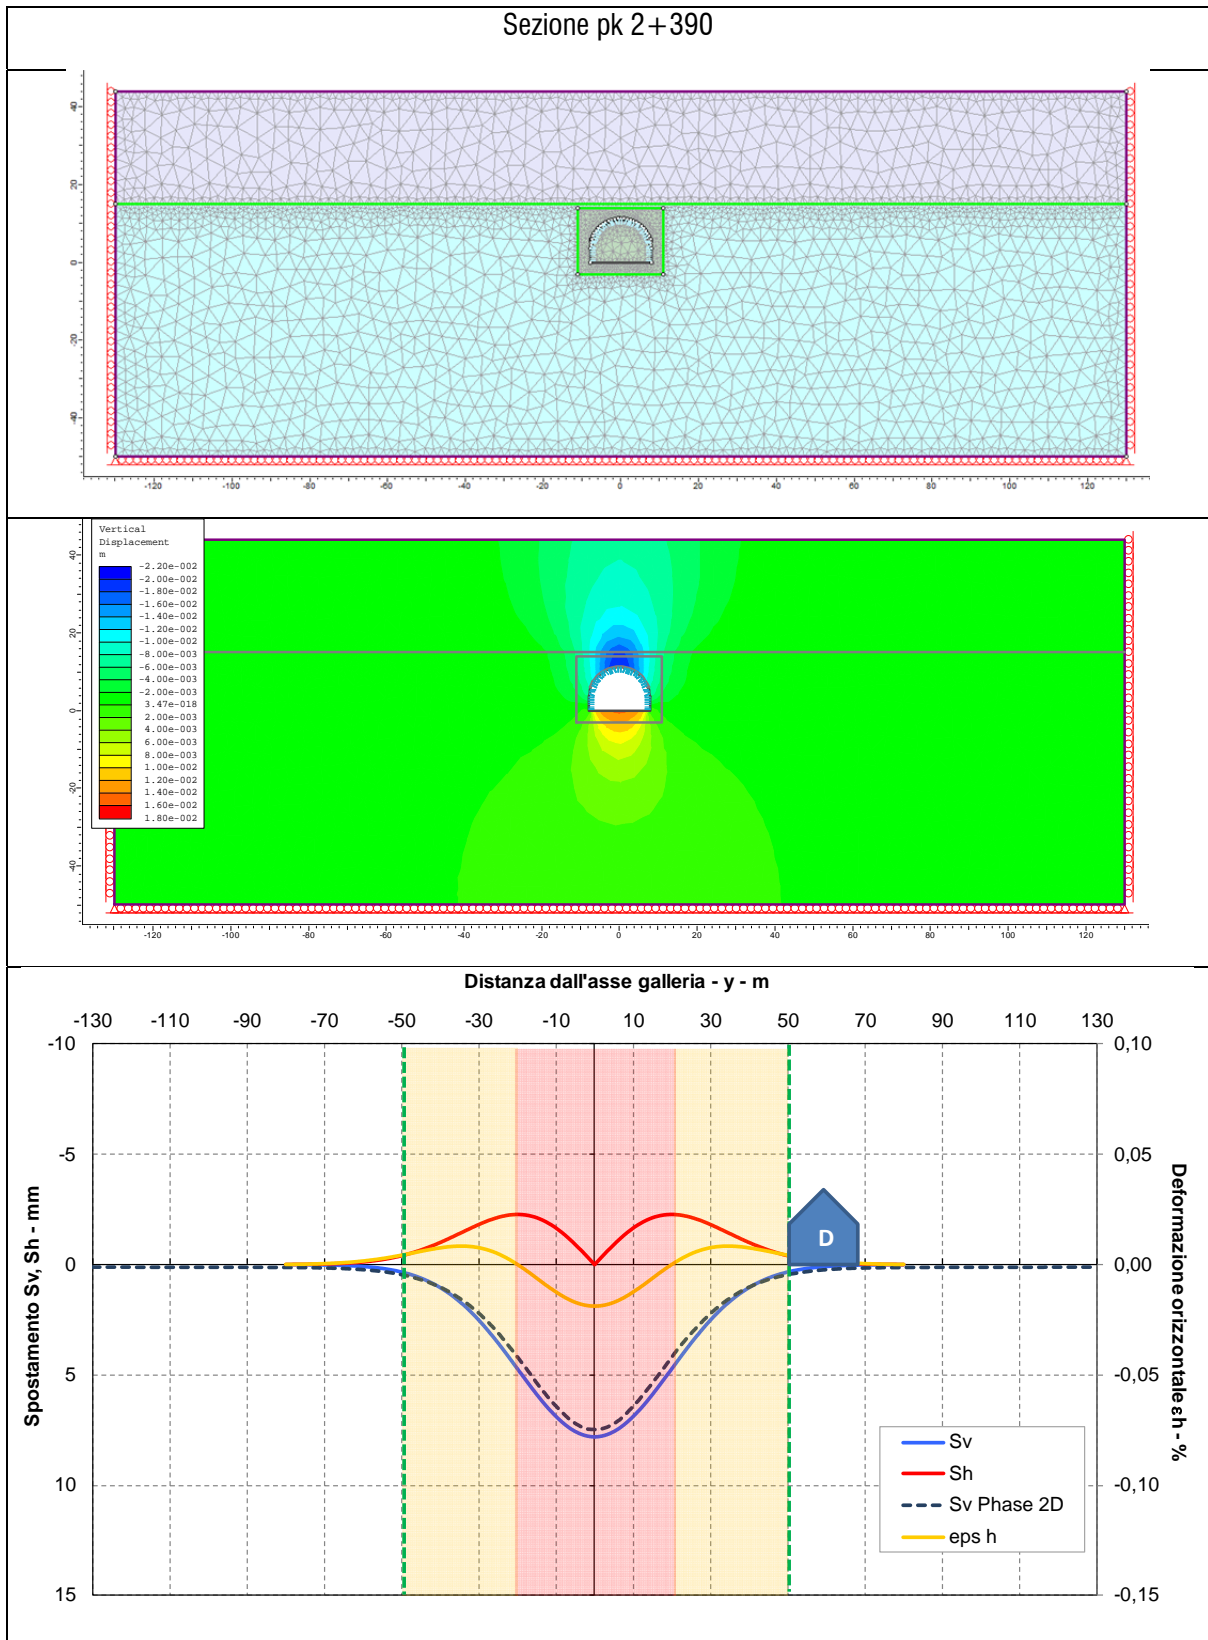 Sezione pk 2+390
40
20
0
-20
-40
-120 -100 -80 -60 -40 -20 0 20 40 60 80 100 120
Vertical
Displacement
m
-2.20e-002
-2.00e-002
-1.80e-002
-1.60e-002
-1.40e-002
-1.20e-002
-1.00e-002
-8.00e-003
-6.00e-003
-4.00e-003
-2.00e-003
3.47e-018
2.00e-003
4.00e-003
6.00e-003
8.00e-003
1.00e-002
1.20e-002
1.40e-002
1.60e-002
1.80e-002
40
20
0
-20
-40
-120 -100 -80 -60 -40 -20 0 20 40 60 80 100 120
Distanza dall'asse galleria - y - m
-130 -110 -90 -70 -50 -30 -10 10 30 50 70 90 110 130
-10
-5
0
5
10
15
Spostamento Sv, Sh - mm
0,10
0,05
0,00
-0,05
-0,10
-0,15
Deformazione orizzontale εh - %
D
Sv
Sh
Sv Phase 2D
eps h